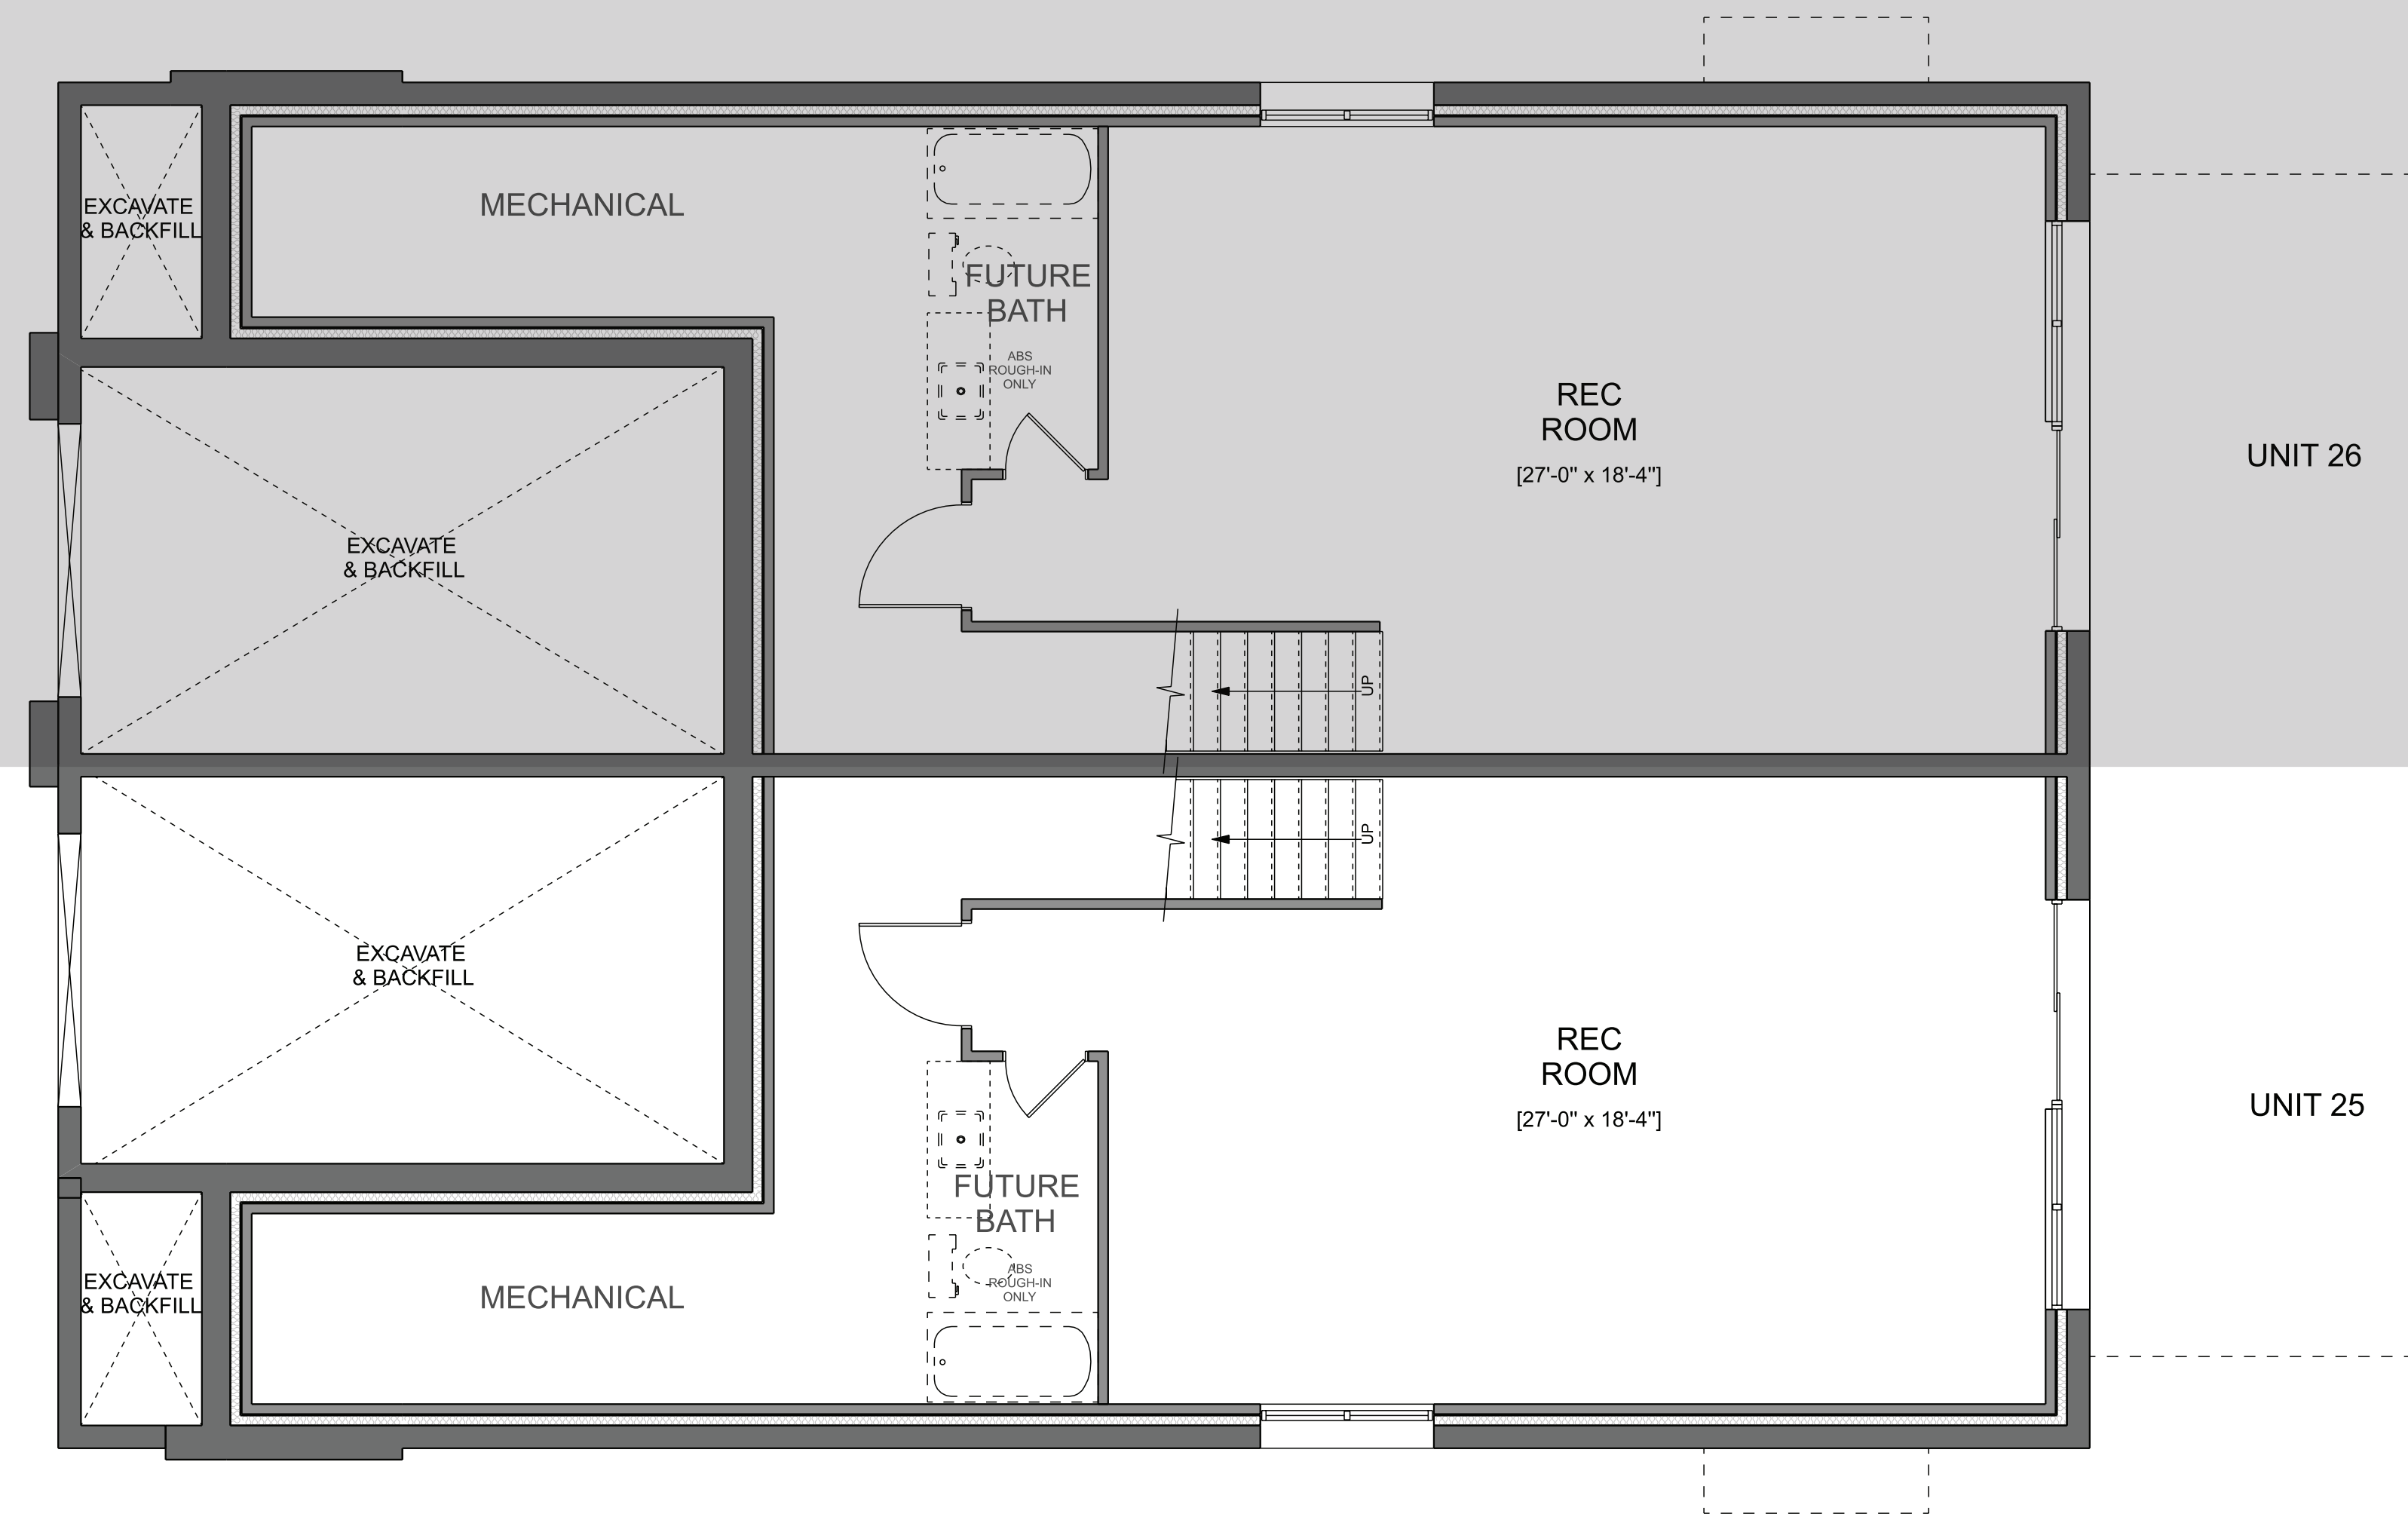 EXCAVATE
& BACKFILL
MECHANICAL
FUTURE
BATH
ABS
ROUGH-IN
ONLY
REC
ROOM
[27'-0" x 18'-4"]
UNIT 26
EXCAVATE
& BACKFILL
UP
UP
EXCAVATE
& BACKFILL
REC
ROOM
[27'-0" x 18'-4"]
UNIT 25
FUTURE
BATH
ABS
ROUGH-IN
ONLY
EXCAVATE
& BACKFILL
MECHANICAL